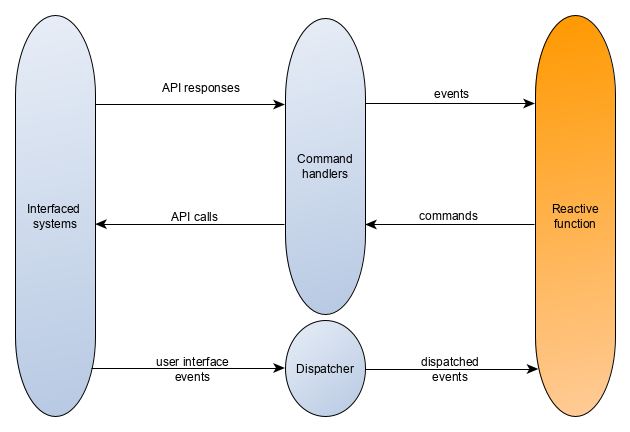 API responses
events
Command
handlers
Interfaced
systems
API calls
commands
Reactive
function
user interface
events
Dispatcher
dispatched
events